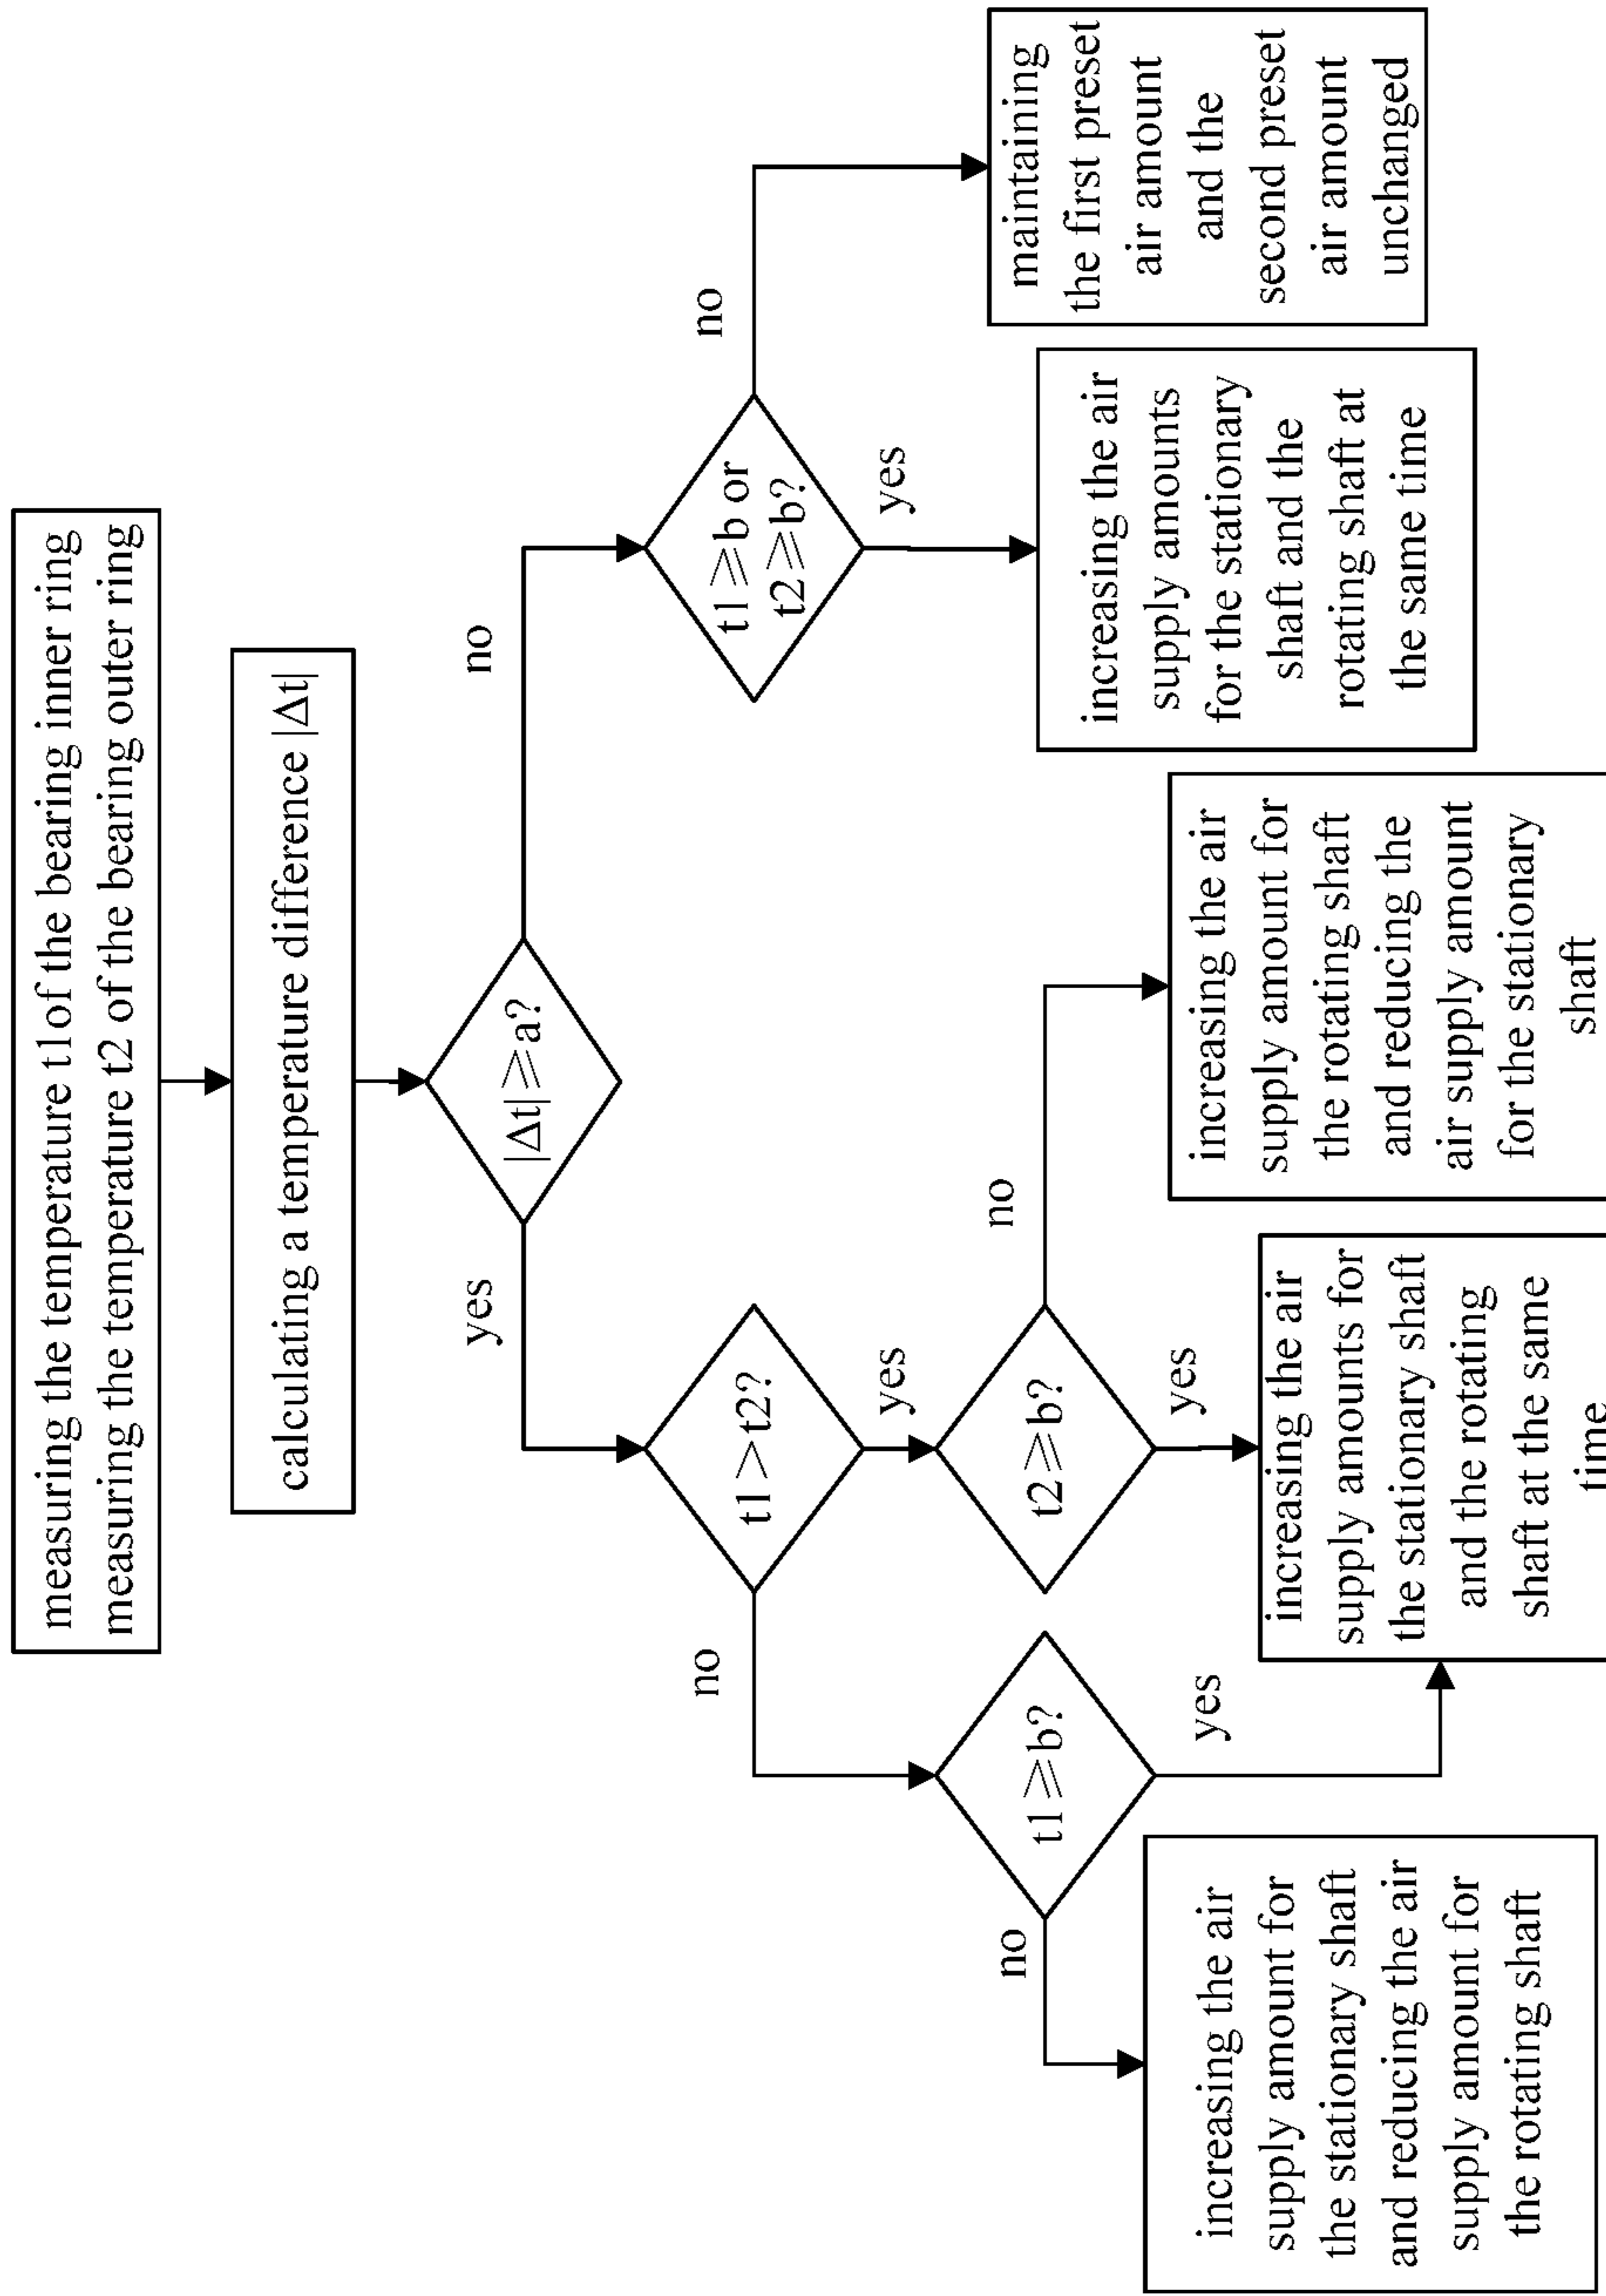 measuring the temperature t1of the bearing inner ring
measuring the temperature t2 of the bearing outer ring
calculating a temperature difference |Δt|
|Δt|≥a?
yes
no
t1>t2?
t1≥b or
t2≥b?
no
yes
yes
no
t1≥b?
t2≥b?
no
yes
yes
no
increasing the air
supply amount for
the stationary shaft
and reducing the air
supply amount for
the rotating shaft
increasing the air
supply amounts for
the stationary shaft
and the rotating
shaft at the same
time
increasing the air
supply amount for
the rotating shaft
and reducing the
air supply amount
for the stationary
shaft
increasing the air
supply amounts
for the stationary
shaft and the
rotating shaft at
the same time
maintaining
the first preset
air amount
and the
second preset
air amount
unchanged